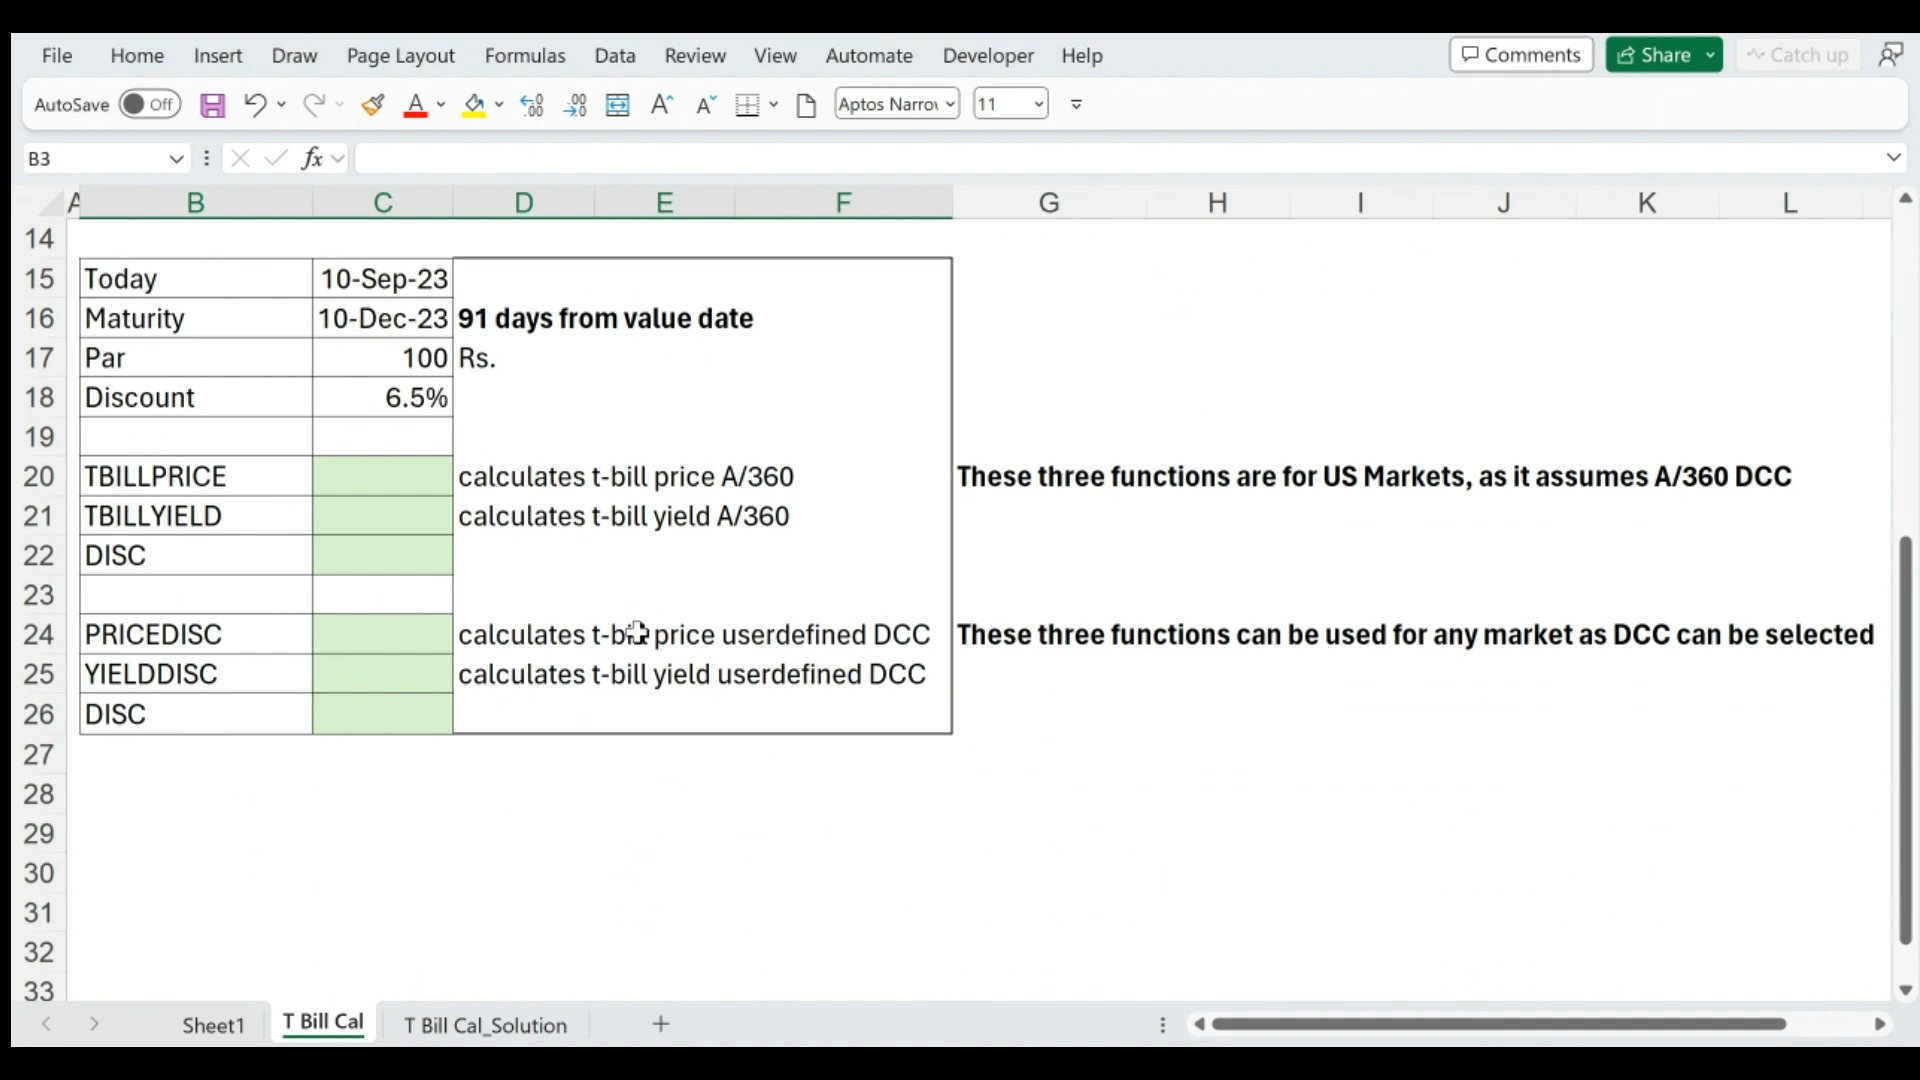 File Home Insert Draw Page Layout Formulas Data Review View Automate Developer Help Comments Share Catch up
AutoSave Off Aptos Narrov 11
B3 fx
A B C D E F G H I J K L
14
15 Today 10-Sep-23
16 Maturity 10-Dec-23 91 days from value date
17 Par 100 Rs.
18 Discount 6.5%
19
20 TBILLPRICE calculates t-bill price A/360 These three functions are for US Markets, as it assumes A/360 DCC
21 TBILLYIELD calculates t-bill yield A/360
22 DISC
23
24 PRICEDISC calculates t-bill price userdefined DCC These three functions can be used for any market as DCC can be selected
25 YIELDDISC calculates t-bill yield userdefined DCC
26 DISC
27
28
29
30
31
32
33
Sheet1 T Bill Cal T Bill Cal_Solution